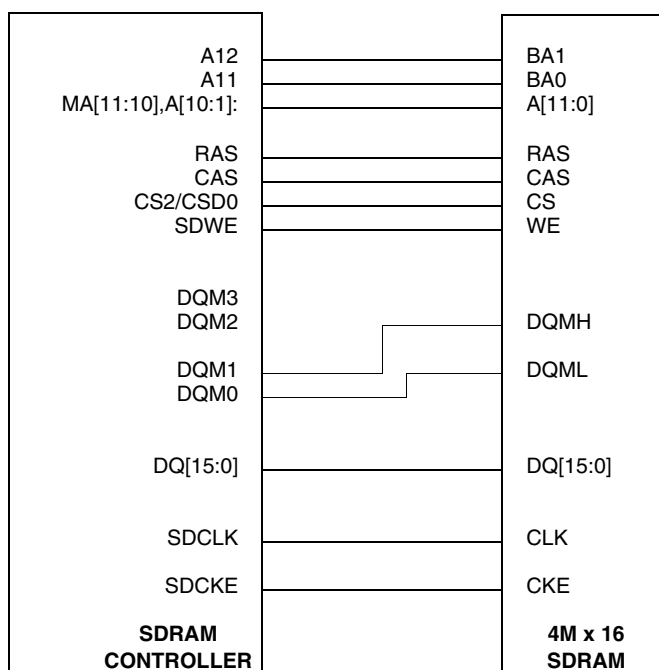 A12
A11
MA[11:10],A[10:1]:
RAS
CAS
CS2/CSD0
SDWE
DQM3
DQM2
DQM1
DQM0
DQ[15:0]
SDCLK
SDCKE
SDRAM
CONTROLLER
BA1
BA0
A[11:0]
RAS
CAS
CS
WE
DQMH
DQML
DQ[15:0]
CLK
CKE
4M x 16
SDRAM